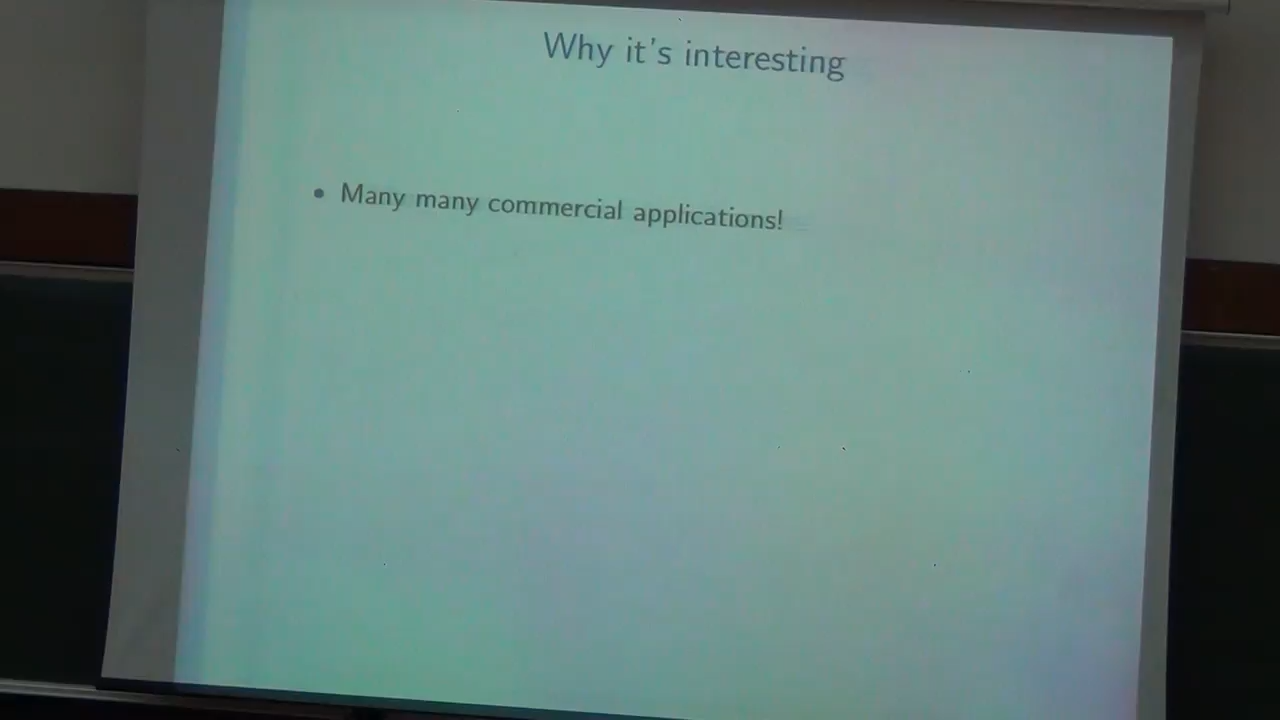 Why it's interesting
• Many many commercial applications!